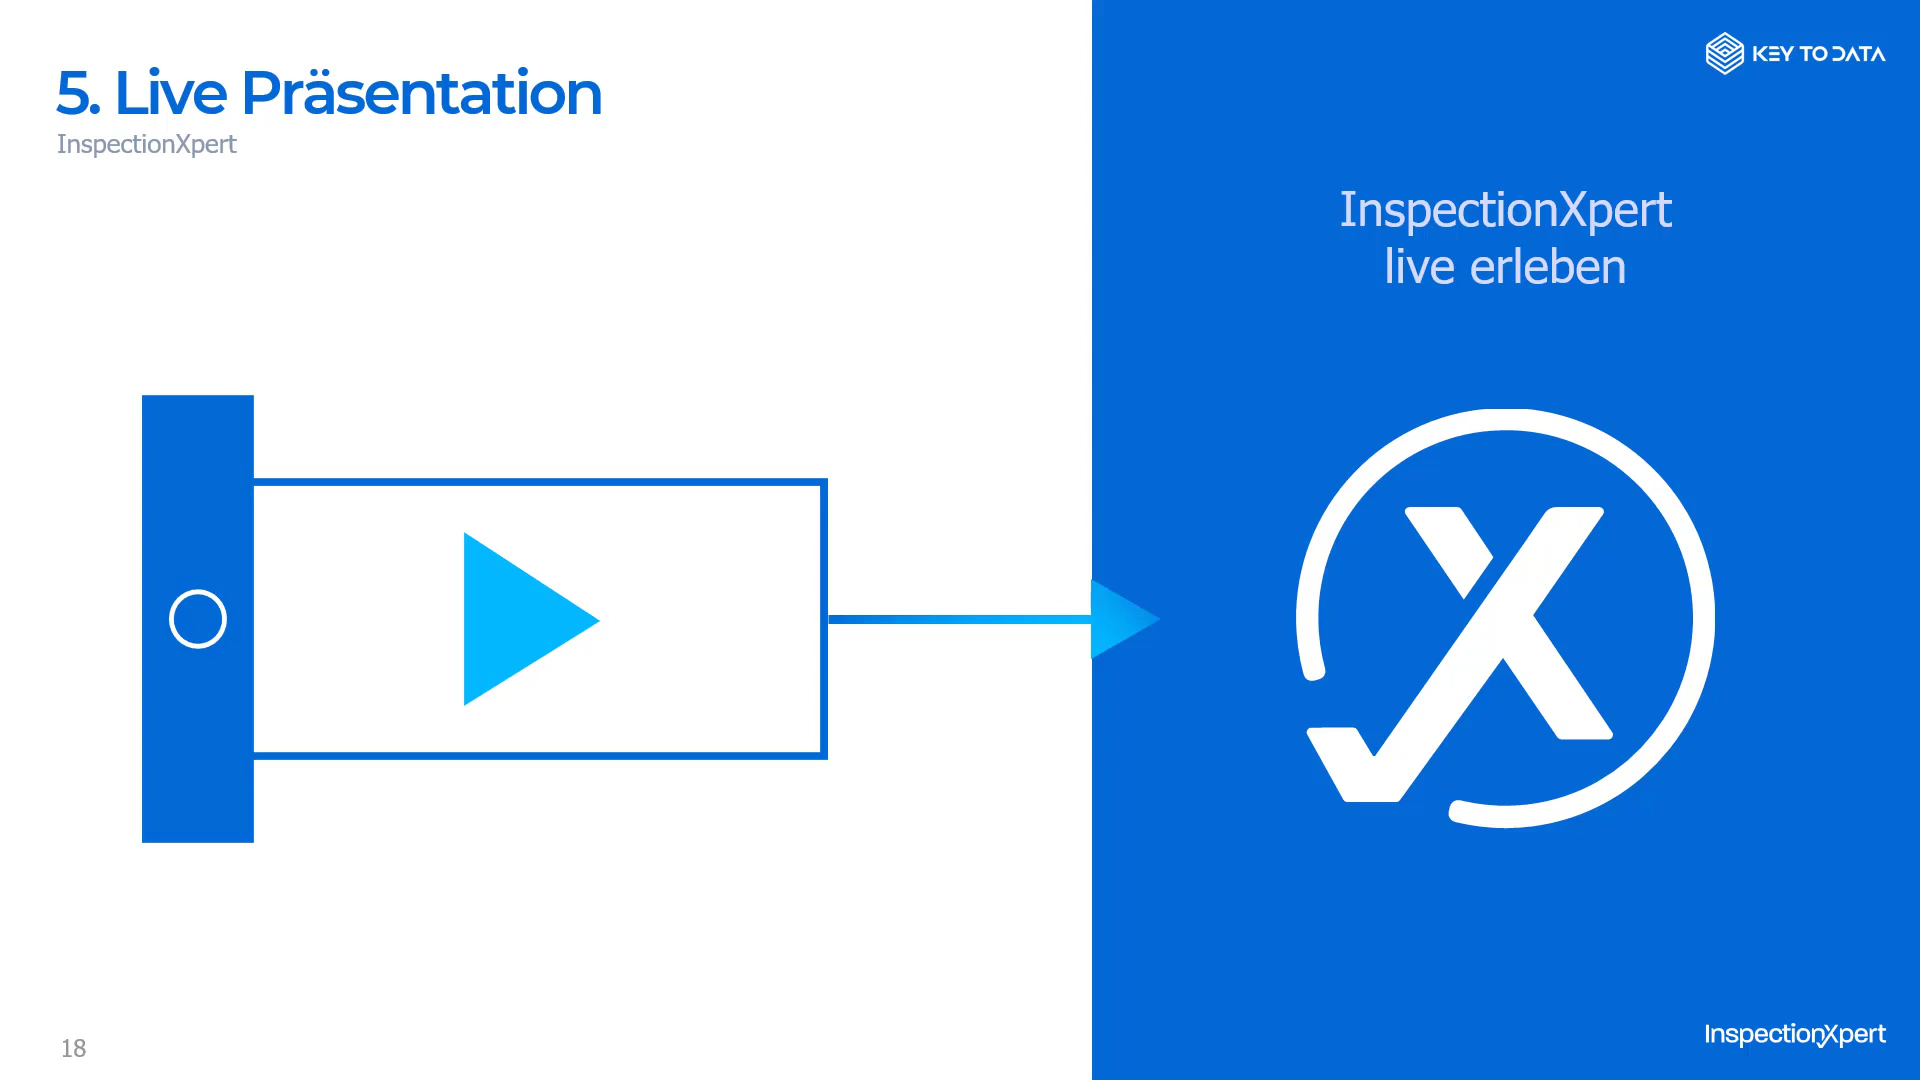 5. Live Präsentation
InspectionXpert
KEY TO DATA
InspectionXpert
live erleben
18
InspectionXpert